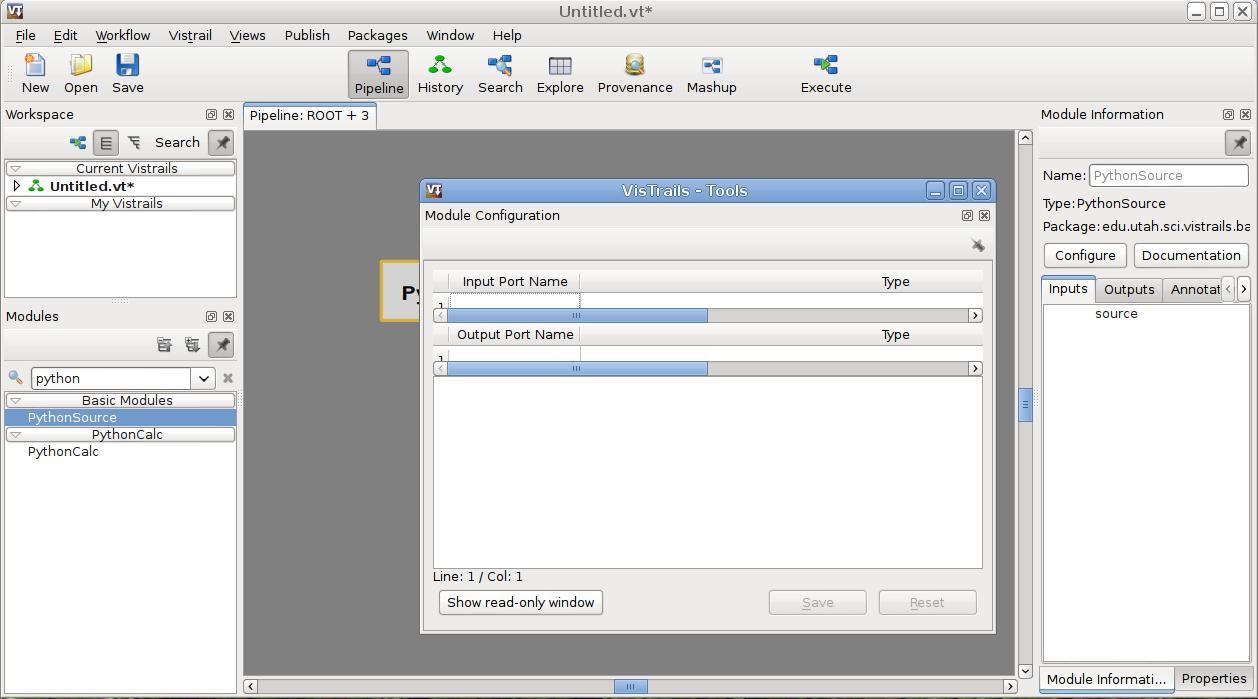 Untitled.vt*
File Edit Workflow Vistrail Views Publish Packages Window Help
New Open Save Pipeline History Search Explore Provenance Mashup Execute
Workspace
Search
Current Vistrails
Untitled.vt*
My Vistrails
Modules
python
Basic Modules
PythonSource
PythonCalc
PythonCalc
Pipeline: ROOT + 3
Py
VisTrails - Tools
Module Configuration
Input Port Name Type
1
Output Port Name Type
1
Line: 1 / Col: 1
Show read-only window Save Reset
Module Information
Name: PythonSource
Type:PythonSource
Package:edu.utah.sci.vistrails.ba
Configure Documentation
Inputs Outputs Annotat
source
Module Informati... Properties